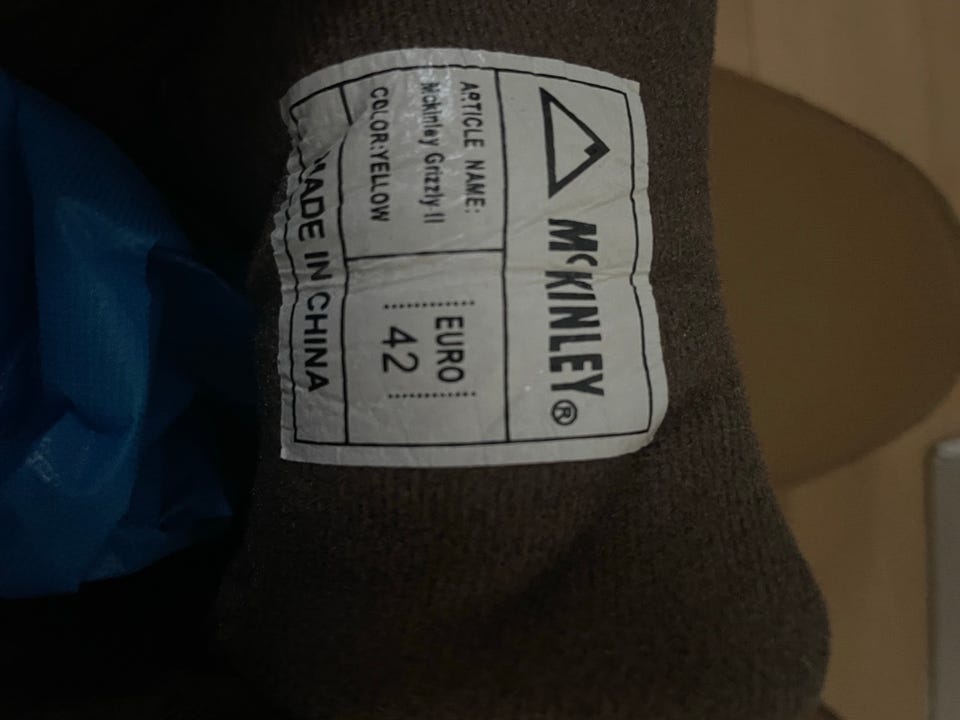 McKINLEY®
ARTICLE NAME:
Mckinley Grizzly II
COLOR:YELLOW
EURO
42
MADE IN CHINA